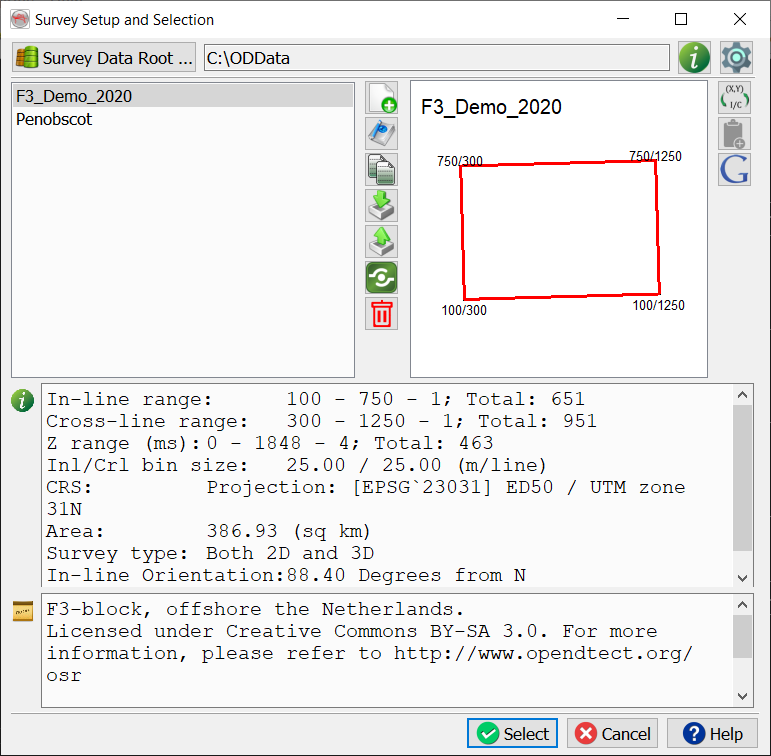 Survey Setup and Selection
Survey Data Root ...
C:\ODData
F3_Demo_2020
Penobscot
F3_Demo_2020
750/300
750/1250
100/300
100/1250
(X,Y)
I/C
In-line range: 100 - 750 - 1; Total: 651
Cross-line range: 300 - 1250 - 1; Total: 951
Z range (ms): 0 - 1848 - 4; Total: 463
Inl/Crl bin size: 25.00 / 25.00 (m/line)
CRS: Projection: [EPSG`23031] ED50 / UTM zone
31N
Area: 386.93 (sq km)
Survey type: Both 2D and 3D
In-line Orientation:88.40 Degrees from N
F3-block, offshore the Netherlands.
Licensed under Creative Commons BY-SA 3.0. For more
information, please refer to http://www.opendtect.org/
osr
Select
Cancel
Help